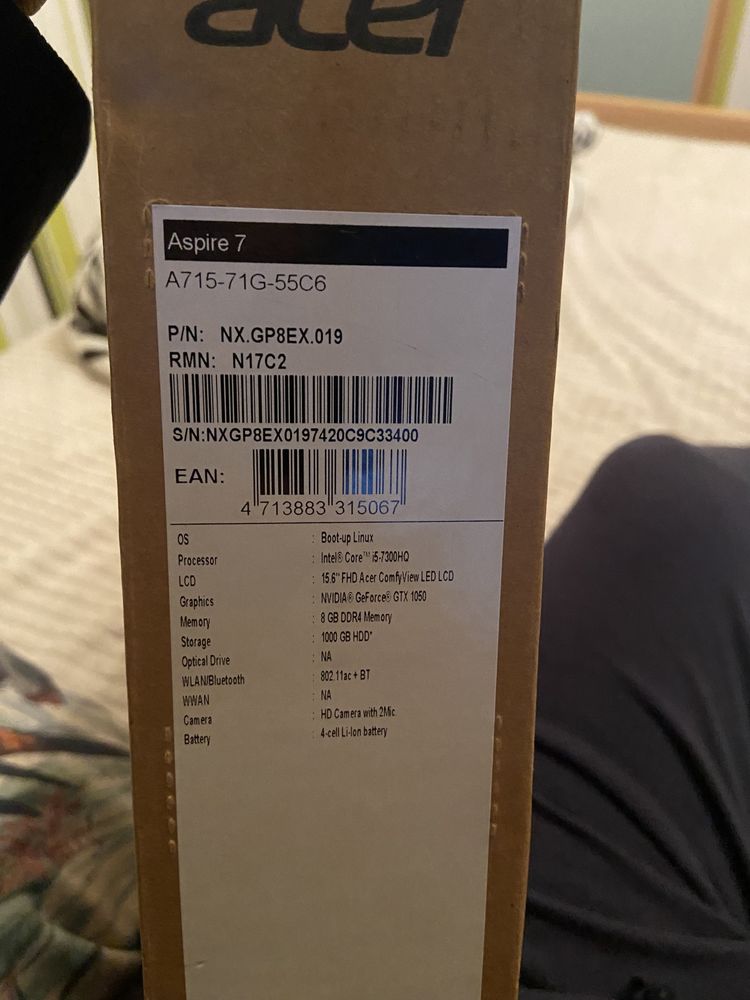 acer
Aspire 7
A715-71G-55C6
P/N: NX.GP8EX.019
RMN: N17C2
S/N:NXGP8EX0197420C9C33400
EAN:
4 713883 315067
OS : Boot-up Linux
Processor : Intel® Core™ i5-7300HQ
LCD : 15.6" FHD Acer ComfyView LED LCD
Graphics : NVIDIA® GeForce® GTX 1050
Memory : 8 GB DDR4 Memory
Storage : 1000 GB HDD*
Optical Drive : NA
WLAN/Bluetooth : 802.11ac + BT
WWAN : NA
Camera : HD Camera with 2Mic
Battery : 4-cell Li-Ion battery